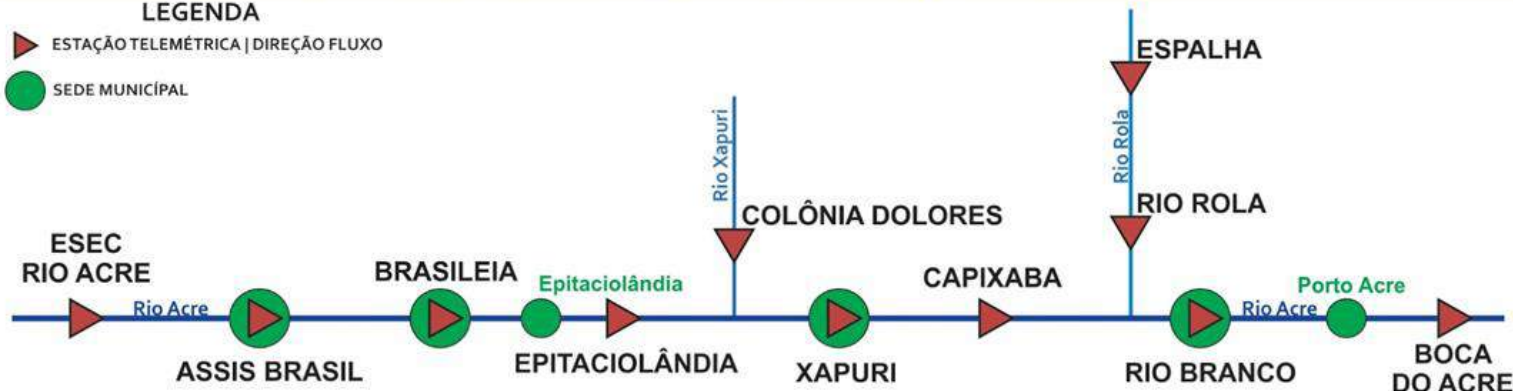 LEGENDA
ESTAÇÃO TELEMÉTRICA | DIREÇÃO FLUXO
SEDE MUNICÍPAL
ESPALHA
Rio Xapuri
Rio Rola
COLÔNIA DOLORES
RIO ROLA
ESEC
RIO ACRE
BRASILEIA
Epitaciolândia
CAPIXABA
Porto Acre
Rio Acre
Rio Acre
ASSIS BRASIL
EPITACIOLÂNDIA
XAPURI
RIO BRANCO
BOCA
DO ACRE